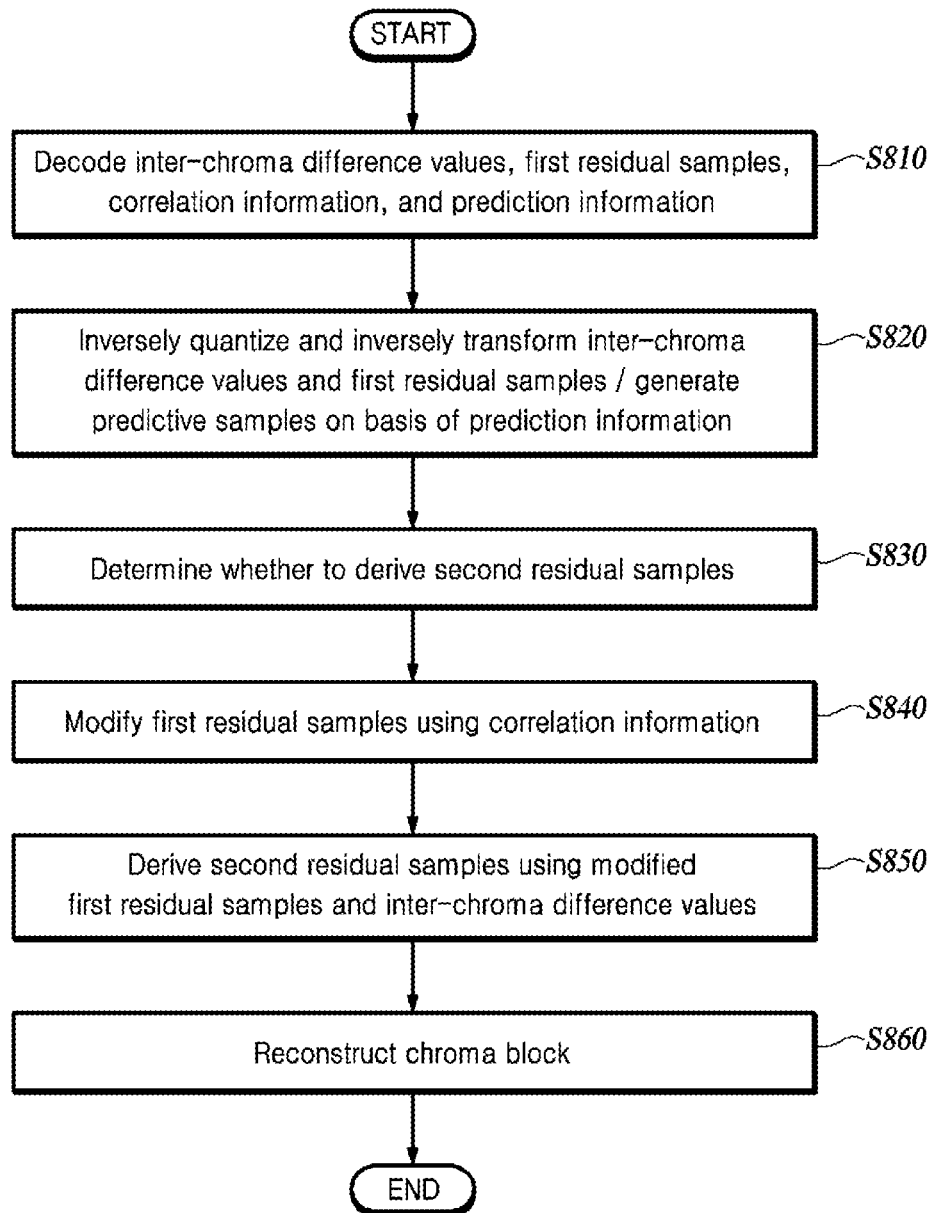 START
Decode inter-chroma difference values, first residual samples,
correlation information, and prediction information
S810
Inversely quantize and inversely transform inter-chroma
difference values and first residual samples / generate
predictive samples on basis of prediction information
S820
Determine whether to derive second residual samples
S830
Modify first residual samples using correlation information
S840
Derive second residual samples using modified
first residual samples and inter-chroma difference values
S850
Reconstruct chroma block
S860
END